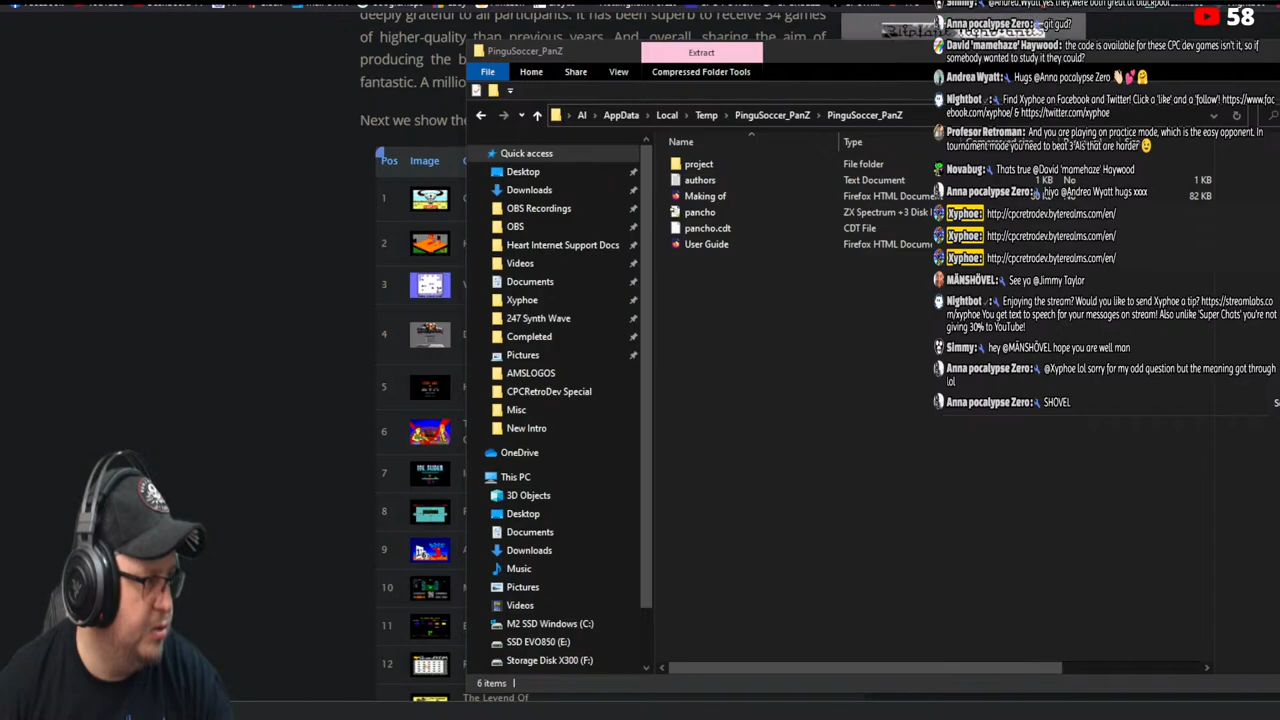 deeply grateful to all participants. It has been superb to receive 34 games
of higher-quality than previous years. And overall, sharing the aim of
producing the b
fantastic. A millio
Next we show the
Pos Image
1
2
3
4
5
6
7
8
9
10
11
12
The Levend Of
PinguSoccer_PanZ
Extract
File Home Share View Compressed Folder Tools
Al AppData Local Temp PinguSoccer_PanZ PinguSoccer_PanZ
Quick access
Desktop
Downloads
OBS Recordings
OBS
Heart Internet Support Docs
Videos
Documents
Xyphoe
247 Synth Wave
Completed
Pictures
AMSLOGOS
CPCRetroDev Special
Misc
New Intro
OneDrive
This PC
3D Objects
Desktop
Documents
Downloads
Music
Pictures
Videos
M2 SSD Windows (C:)
SSD EVO850 (E:)
Storage Disk X300 (F:)
6 items
Name Type
project File folder
authors Text Document 1 KB No 1 KB
Making of Firefox HTML Docume 82 KB
pancho ZX Spectrum +3 Disk I
pancho.cdt CDT File
User Guide Firefox HTML Docume
58
Anna pocalypse Zero: git gud?
David 'mamehaze' Haywood: the code is available for these CPC dev games isn't it, so if
somebody wanted to study it they could?
Andrea Wyatt: Hugs @Anna pocalypse Zero
Nightbot: Find Xyphoe on Facebook and Twitter! Click a 'like' and a 'follow'! https://www.fac
ebook.com/xyphoe/ & https://twitter.com/xyphoe
Profesor Retroman: And you are playing on practice mode, which is the easy opponent. In
tournament mode you need to beat 3 AIs that are harder
Novabug: Thats true @David 'mamehaze' Haywood
Anna pocalypse Zero: hiya @Andrea Wyatt hugs xxxx
Xyphoe: http://cpcretrodev.byterealms.com/en/
Xyphoe: http://cpcretrodev.byterealms.com/en/
Xyphoe: http://cpcretrodev.byterealms.com/en/
MÄNSHÖVEL: See ya @Jimmy Taylor
Nightbot: Enjoying the stream? Would you like to send Xyphoe a tip? https://streamlabs.co
m/xyphoe You get text to speech for your messages on stream! Also unlike 'Super Chats' you're not
giving 30% to YouTube!
Simmy: hey @MÄNSHÖVEL hope you are well man
Anna pocalypse Zero: @Xyphoe lol sorry for my odd question but the meaning got through
lol
Anna pocalypse Zero: SHOVEL